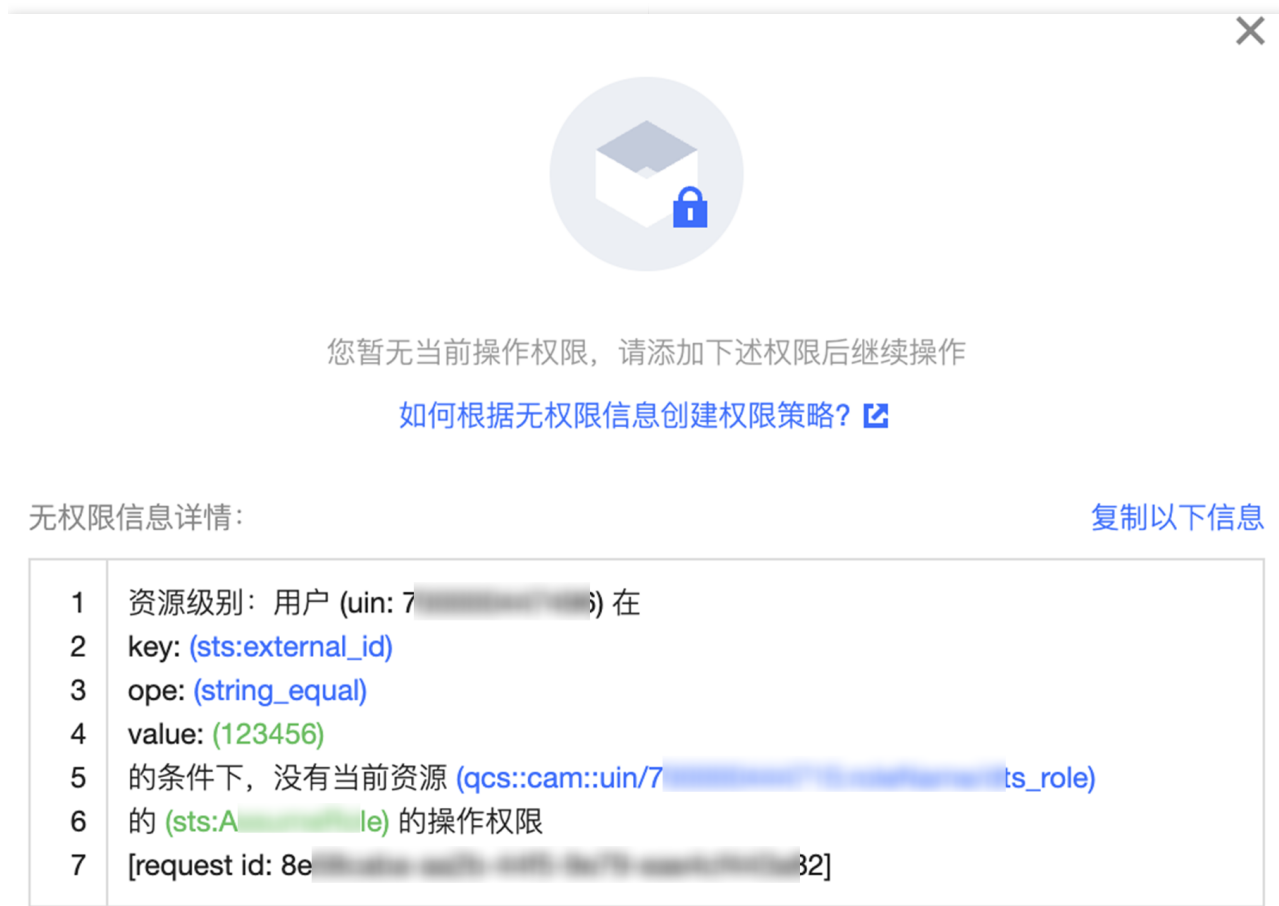 您暂无当前操作权限，请添加下述权限后继续操作
如何根据无权限信息创建权限策略?
无权限信息详情:
复制以下信息
1 资源级别：用户 (uin: 7 6) 在
2 key: (sts:external_id)
3 ope: (string_equal)
4 value: (123456)
5 的条件下，没有当前资源 (qcs::cam::uin/7 ts_role)
6 的 (sts:A le) 的操作权限
7 [request id: 8e 82]